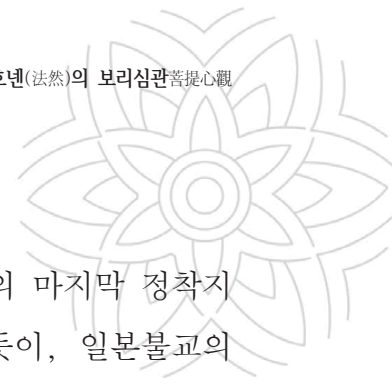 호넨(法然)의 보리심관菩提心觀
의 마지막 정착지
듯이, 일본불교의